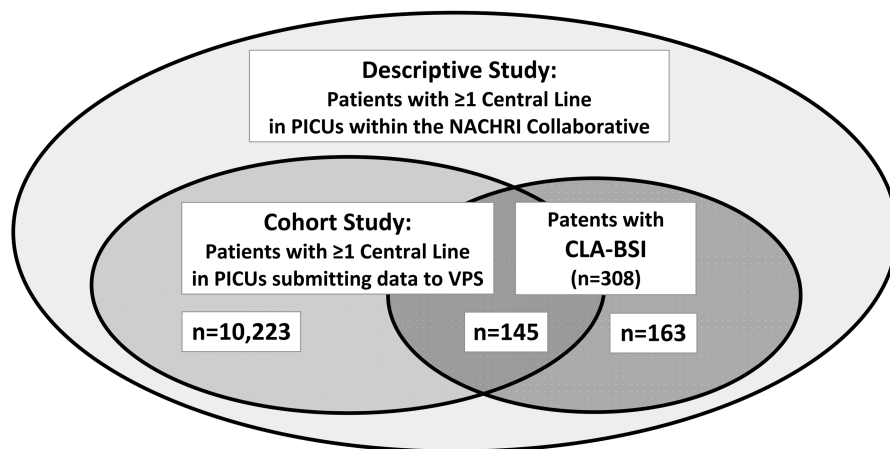 Descriptive Study:
Patients with ≥1 Central Line
in PICUs within the NACHRI Collaborative
Cohort Study:
Patients with ≥1 Central Line
in PICUs submitting data to VPS
Patents with
CLA-BSI
(n=308)
n=10,223
n=145
n=163